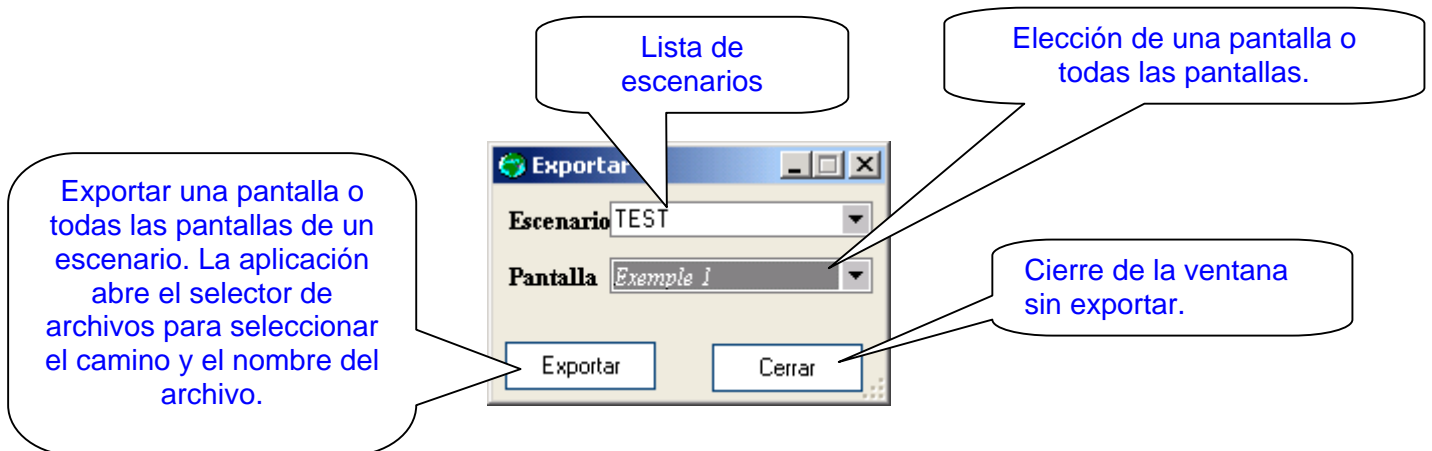 Lista de
escenarios
Elección de una pantalla o
todas las pantallas.
Exportar una pantalla o
todas las pantallas de un
escenario. La aplicación
abre el selector de
archivos para seleccionar
el camino y el nombre del
archivo.
Exportar
Escenario TEST
Pantalla Exemple 1
Exportar Cerrar
Cierre de la ventana
sin exportar.